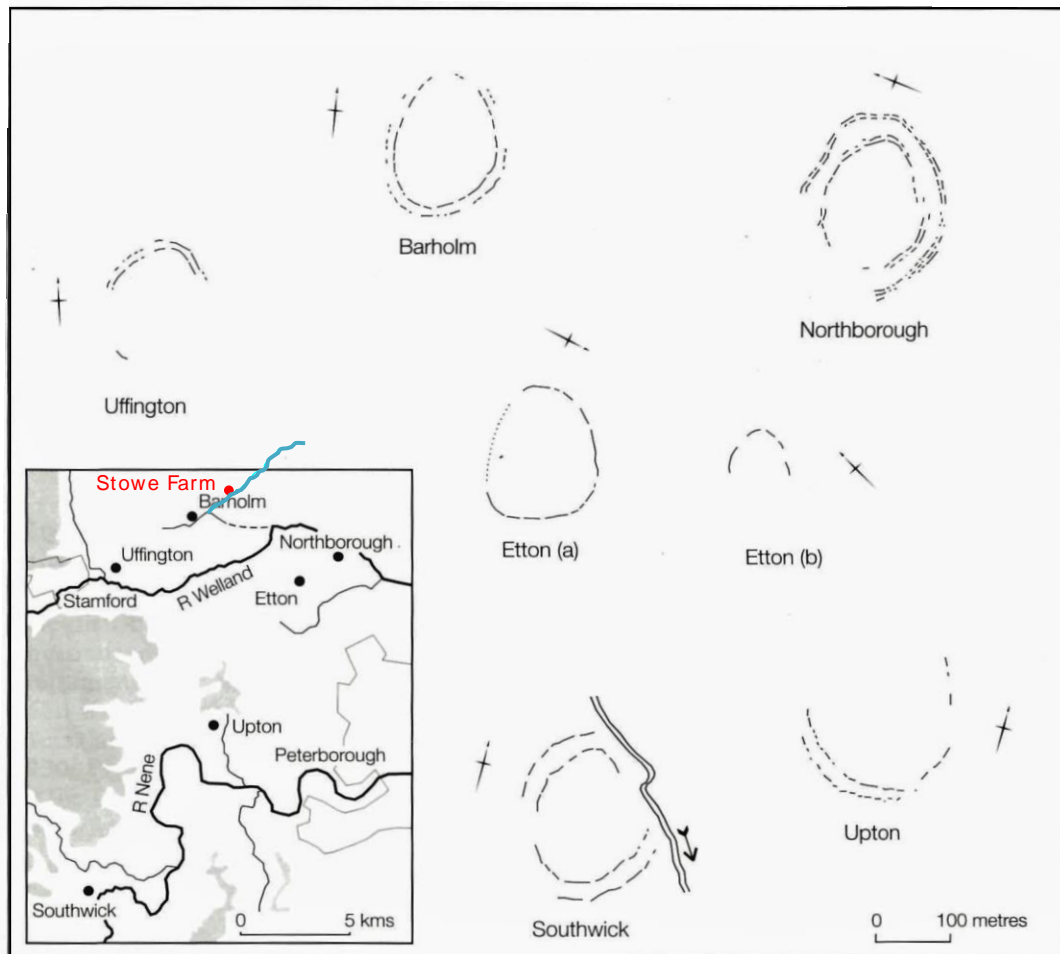 Barholm
Northborough
Uffington
Etton (a)
Etton (b)
Stowe Farm
Barholm
Uffington
Northborough
R Welland
Stamford
Etton
Upton
Peterborough
R Nene
Southwick
0 5 kms
Upton
Southwick
0 100 metres